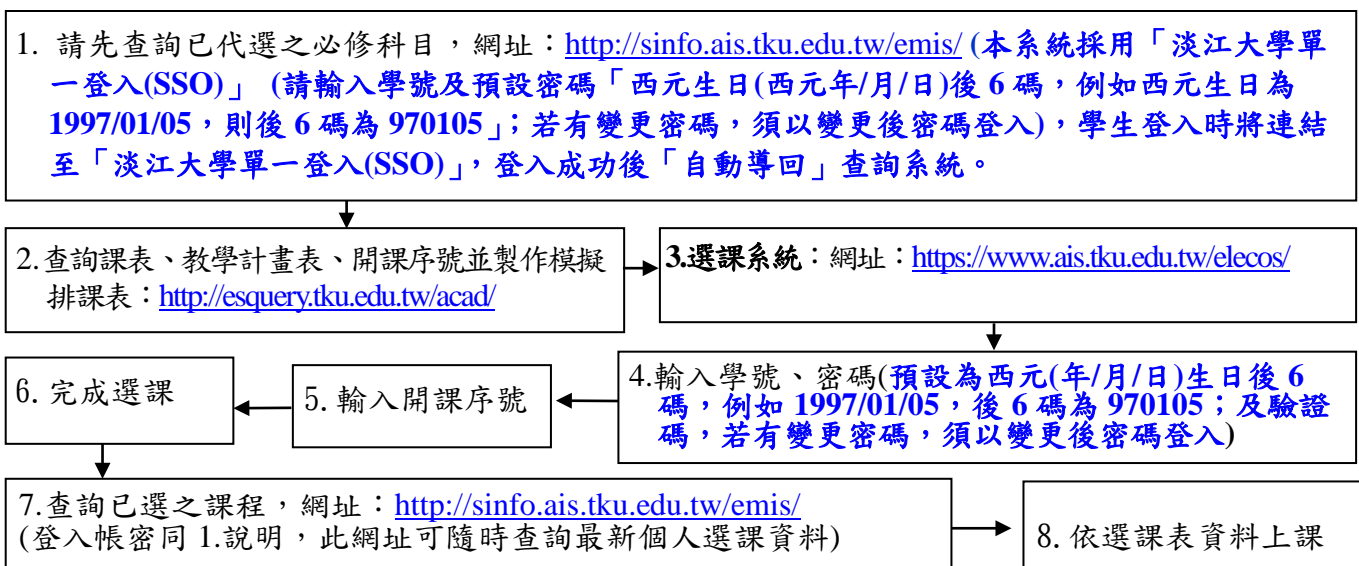 1. 請先查詢已代選之必修科目，網址：http://sinfo.ais.tku.edu.tw/emis/ (本系統採用「淡江大學單
一登入(SSO)」 (請輸入學號及預設密碼「西元生日(西元年/月/日)後 6 碼，例如西元生日為
1997/01/05，則後 6 碼為 970105」；若有變更密碼，須以變更後密碼登入)，學生登入時將連結
至「淡江大學單一登入(SSO)」，登入成功後「自動導回」查詢系統。
2.查詢課表、教學計畫表、開課序號並製作模擬
排課表：http://esquery.tku.edu.tw/acad/
3.選課系統：網址：https://www.ais.tku.edu.tw/elecos/
4.輸入學號、密碼(預設為西元(年/月/日)生日後 6
碼，例如 1997/01/05，後 6 碼為 970105；及驗證
碼，若有變更密碼，須以變更後密碼登入)
5. 輸入開課序號
6. 完成選課
7.查詢已選之課程，網址：http://sinfo.ais.tku.edu.tw/emis/
(登入帳密同 1.說明，此網址可隨時查詢最新個人選課資料)
8. 依選課表資料上課